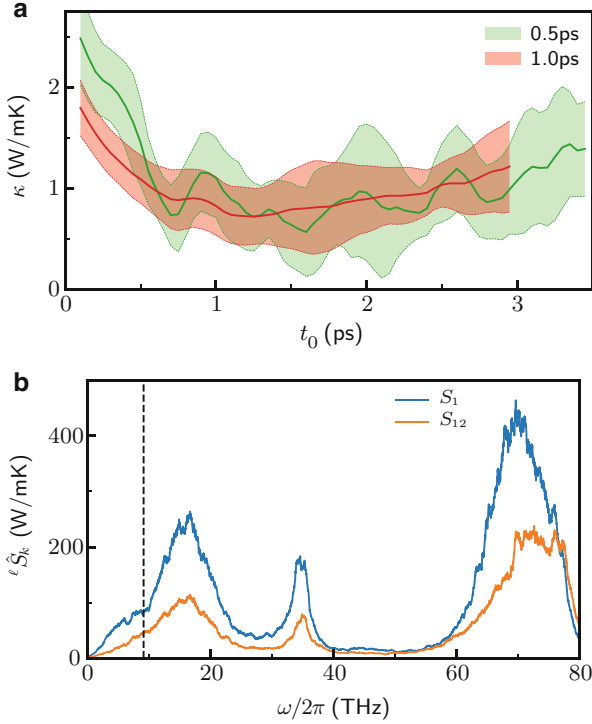 a
0.5ps
1.0ps
2
1
0
κ (W/mK)
0 1 2 3
t₀ (ps)
b
S₁
S₁₂
400
200
0
ˡŜₖ (W/mK)
0 20 40 60 80
ω/2π (THz)